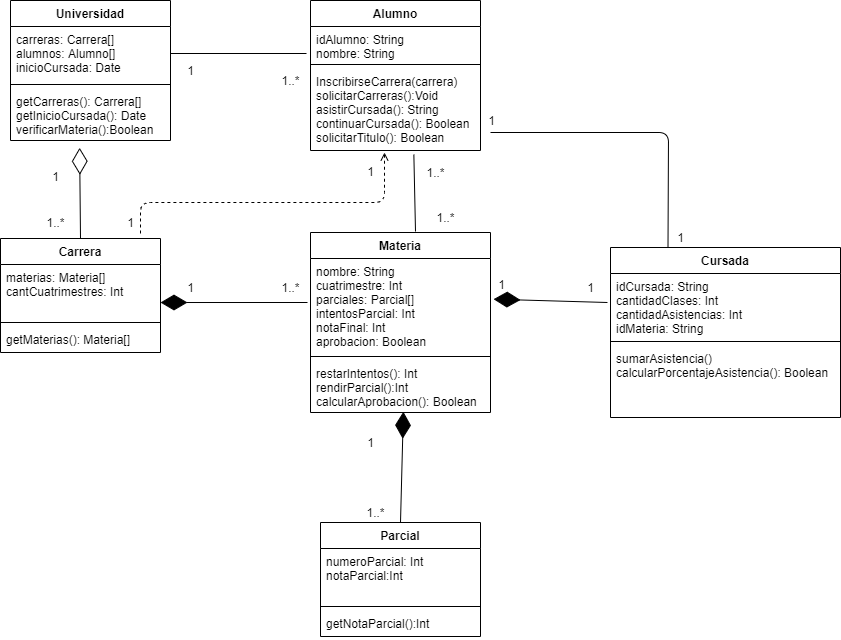 Universidad
carreras: Carrera[]
alumnos: Alumno[]
inicioCursada: Date
getCarreras(): Carrera[]
getInicioCursada(): Date
verificarMateria():Boolean
Alumno
idAlumno: String
nombre: String
InscribirseCarrera(carrera)
solicitarCarreras():Void
asistirCursada(): String
continuarCursada(): Boolean
solicitarTitulo(): Boolean
1
1..*
1
1..*
1
1
1..*
1..*
1
1
Carrera
materias: Materia[]
cantCuatrimestres: Int
getMaterias(): Materia[]
1
1..*
Materia
nombre: String
cuatrimestre: Int
parciales: Parcial[]
intentosParcial: Int
notaFinal: Int
aprobacion: Boolean
restarIntentos(): Int
rendirParcial():Int
calcularAprobacion(): Boolean
1
1
Cursada
idCursada: String
cantidadClases: Int
cantidadAsistencias: Int
idMateria: String
sumarAsistencia()
calcularPorcentajeAsistencia(): Boolean
1
1..*
Parcial
numeroParcial: Int
notaParcial:Int
getNotaParcial():Int